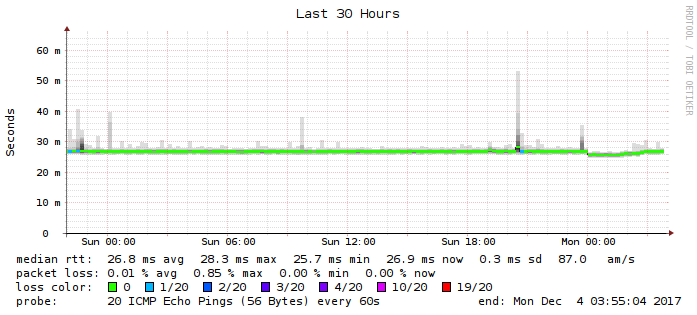 Last 30 Hours
RRDTOOL / TOBI OETIKER
Seconds
60 m
50 m
40 m
30 m
20 m
10 m
0
Sun 00:00 Sun 06:00 Sun 12:00 Sun 18:00 Mon 00:00
median rtt: 26.8 ms avg 28.3 ms max 25.7 ms min 26.9 ms now 0.3 ms sd 87.0 am/s
packet loss: 0.01 % avg 0.85 % max 0.00 % min 0.00 % now
loss color: 0 1/20 2/20 3/20 4/20 10/20 19/20
probe: 20 ICMP Echo Pings (56 Bytes) every 60s end: Mon Dec 4 03:55:04 2017